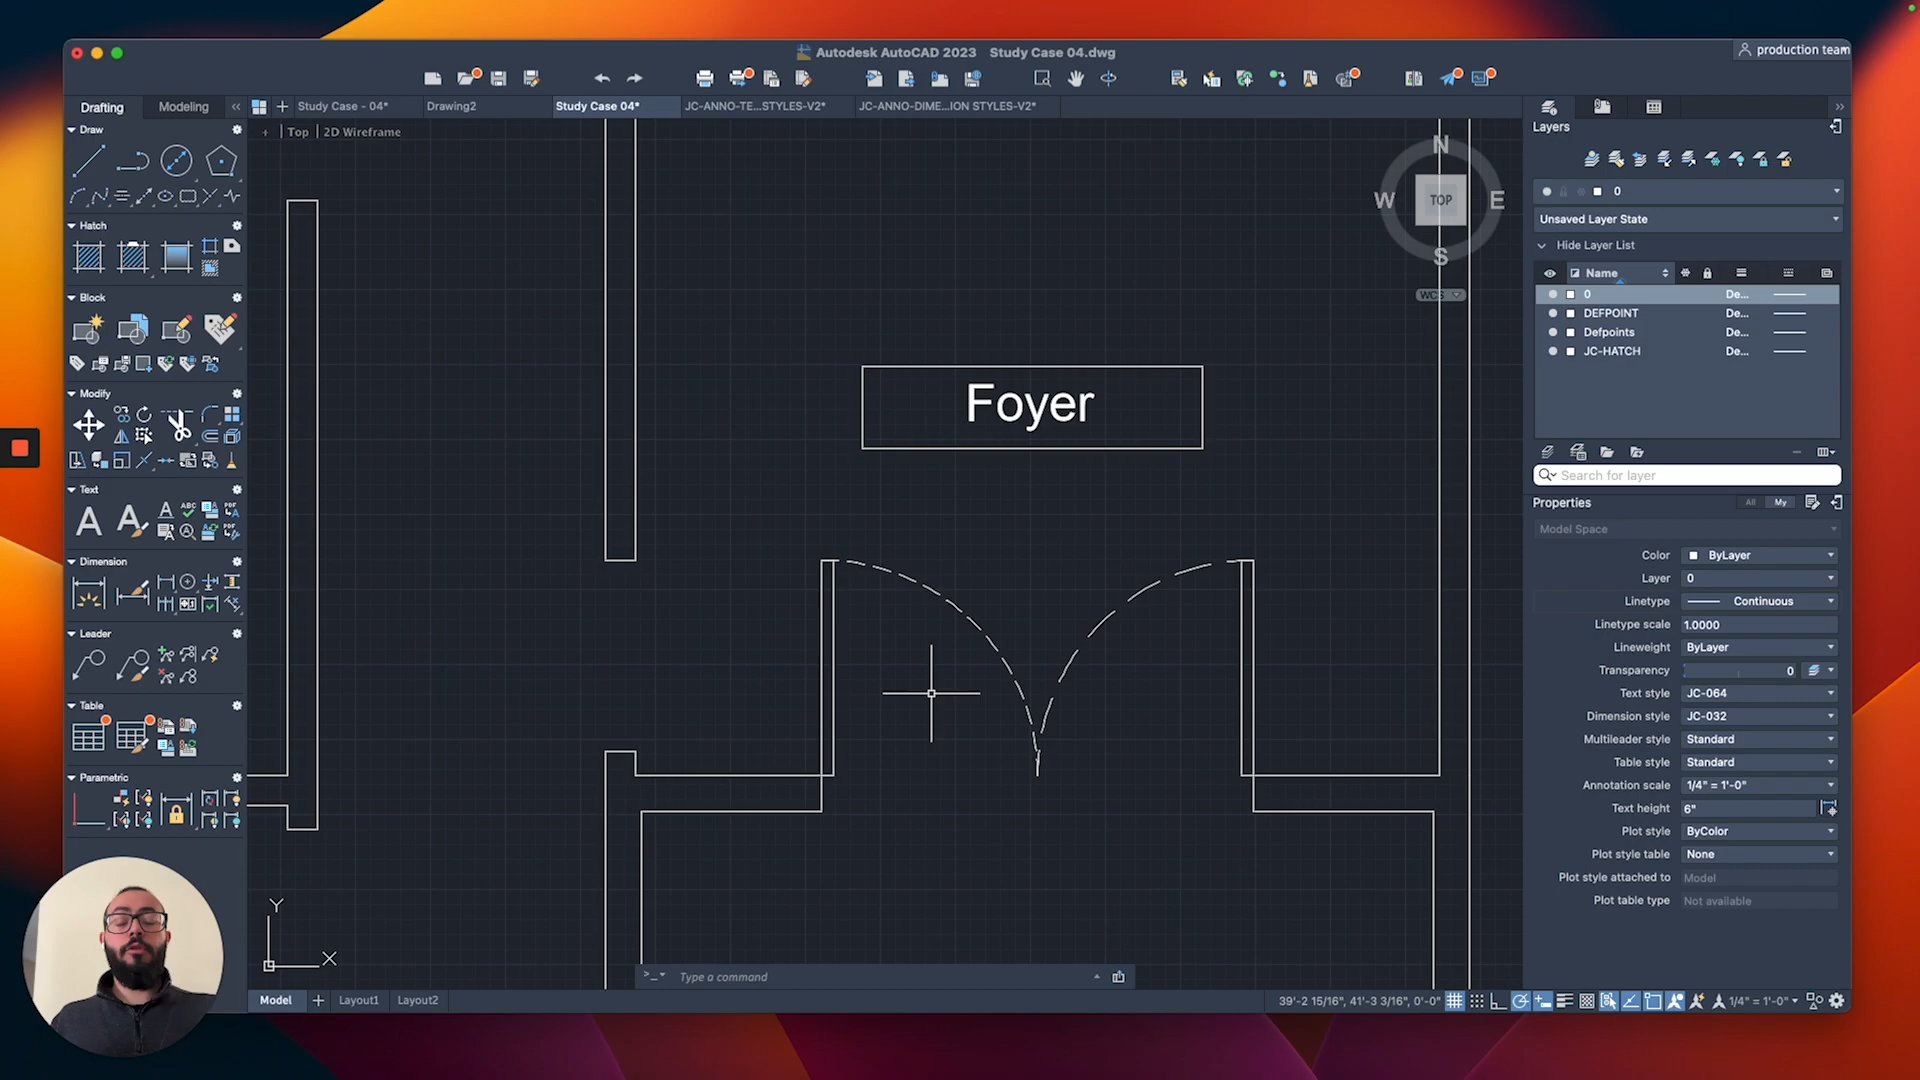 Autodesk AutoCAD 2023 Study Case 04.dwg
production team
Drafting Modeling
Study Case - 04* Drawing2 Study Case 04* JC-ANNO-TE...STYLES-V2* JC-ANNO-DIME...ION STYLES-V2*
+ Top 2D Wireframe
Draw
Hatch
Block
Modify
Text
Dimension
Leader
Table
Parametric
N
W TOP E
S
WCS
Foyer
Y
X
>_ Type a command
Model Layout1 Layout2
39'-2 15/16", 41'-3 3/16", 0'-0" 1/4" = 1'-0"
Layers
0
Unsaved Layer State
Hide Layer List
Name
0 De...
DEFPOINT De...
Defpoints De...
JC-HATCH De...
Search for layer
Properties All My
Model Space
Color ByLayer
Layer 0
Linetype Continuous
Linetype scale 1.0000
Lineweight ByLayer
Transparency 0
Text style JC-064
Dimension style JC-032
Multileader style Standard
Table style Standard
Annotation scale 1/4" = 1'-0"
Text height 6"
Plot style ByColor
Plot style table None
Plot style attached to Model
Plot table type Not available